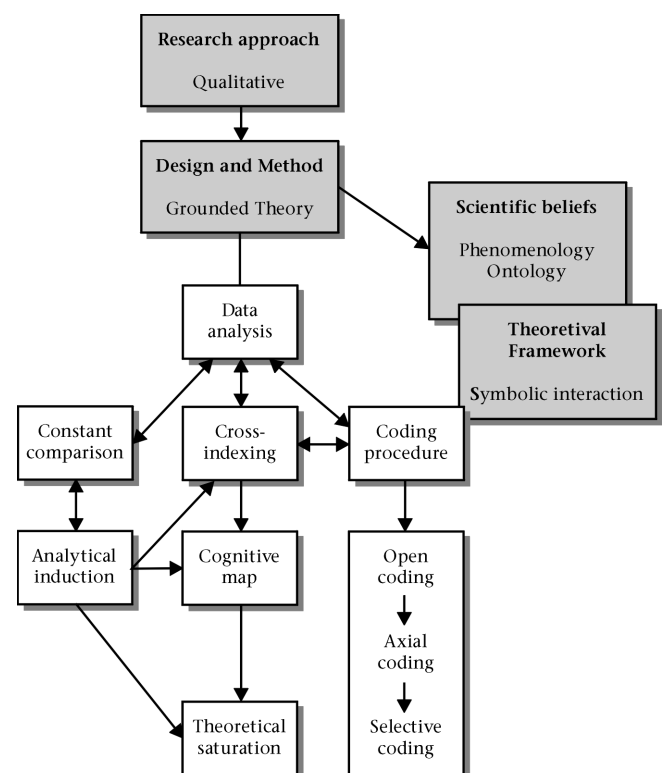 Research approach
Qualitative
Design and Method
Grounded Theory
Scientific beliefs
Phenomenology
Ontology
Theoretival
Framework
Symbolic interaction
Data
analysis
Constant
comparison
Cross-
indexing
Coding
procedure
Analytical
induction
Cognitive
map
Open
coding
Axial
coding
Selective
coding
Theoretical
saturation